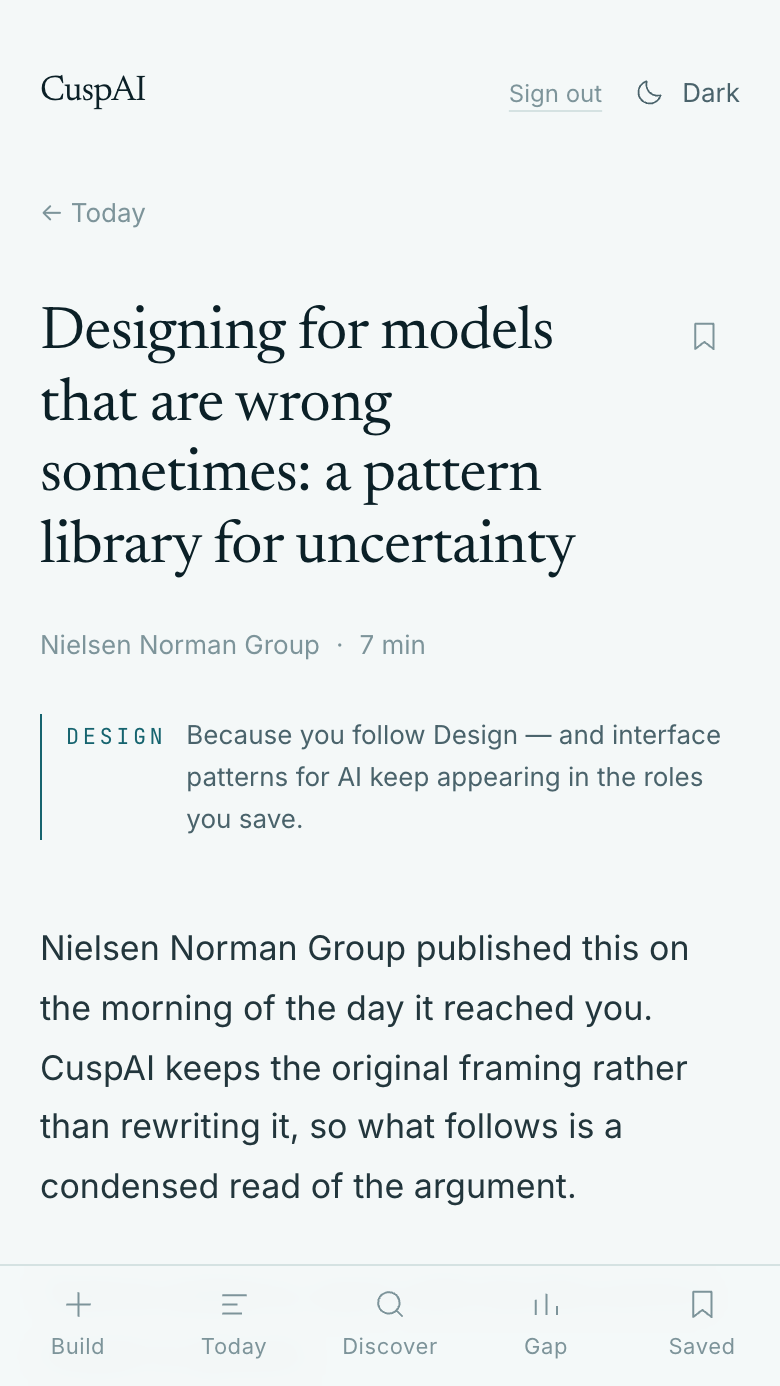 CuspAI
Sign out
Dark
← Today
Designing for models
that are wrong
sometimes: a pattern
library for uncertainty
Nielsen Norman Group · 7 min
DESIGN
Because you follow Design — and interface
patterns for AI keep appearing in the roles
you save.
Nielsen Norman Group published this on
the morning of the day it reached you.
CuspAI keeps the original framing rather
than rewriting it, so what follows is a
condensed read of the argument.
Build
Today
Discover
Gap
Saved